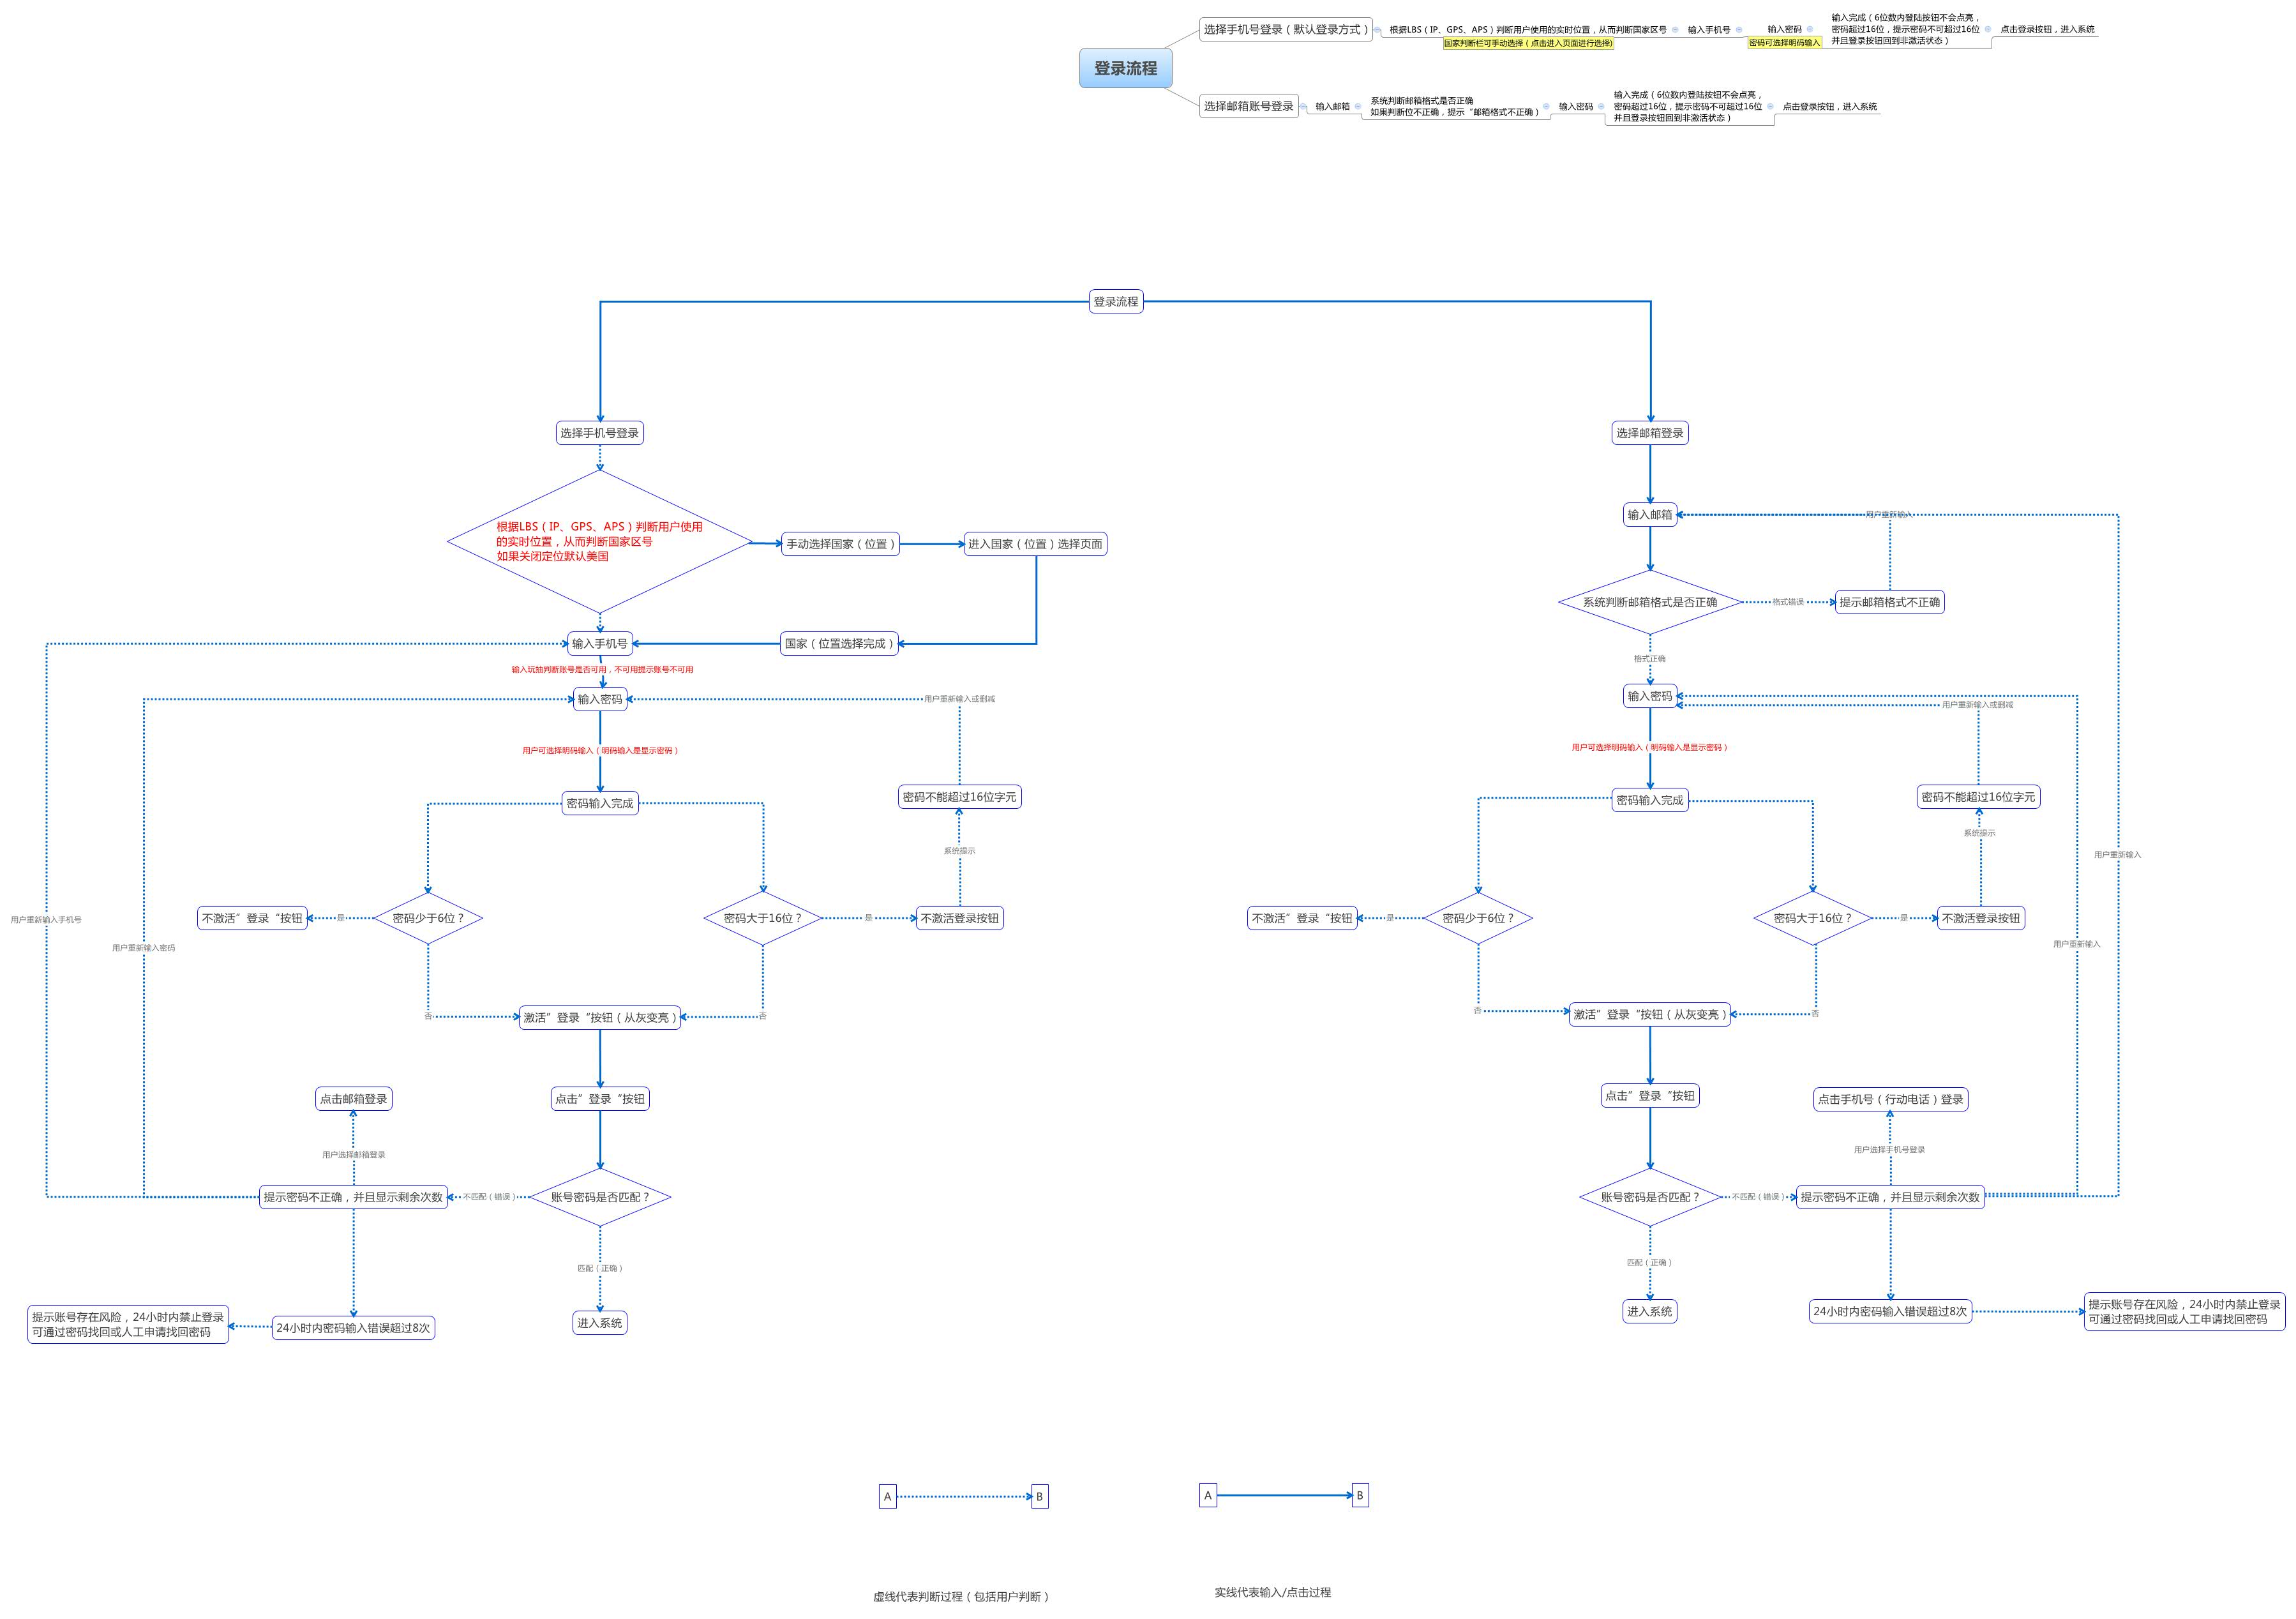 选择手机号登录（默认登录方式）
根据LBS（IP、GPS、APS）判断用户使用的实时位置，从而判断国家区号
国家判断栏可手动选择（点击进入页面进行选择)
输入手机号
输入密码
密码可选择明码输入
输入完成（6位数内登陆按钮不会点亮，
密码超过16位，提示密码不可超过16位
并且登录按钮回到非激活状态）
点击登录按钮，进入系统
登录流程
选择邮箱账号登录
输入邮箱
系统判断邮箱格式是否正确
如果判断位不正确，提示“邮箱格式不正确）
输入密码
输入完成（6位数内登陆按钮不会点亮，
密码超过16位，提示密码不可超过16位
并且登录按钮回到非激活状态）
点击登录按钮，进入系统
登录流程
选择手机号登录
根据LBS（IP、GPS、APS）判断用户使用
的实时位置，从而判断国家区号
如果关闭定位默认美国
手动选择国家（位置）
进入国家（位置）选择页面
输入手机号
国家（位置选择完成）
输入玩抽判断账号是否可用，不可用提示账号不可用
输入密码
用户重新输入或删减
用户可选择明码输入（明码输入是显示密码）
密码输入完成
密码不能超过16位字元
系统提示
用户重新输入手机号
用户重新输入密码
不激活”登录“按钮
是
密码少于6位？
密码大于16位？
是
不激活登录按钮
否
激活”登录“按钮（从灰变亮）
否
点击邮箱登录
点击”登录“按钮
用户选择邮箱登录
提示密码不正确，并且显示剩余次数
不匹配（错误）
账号密码是否匹配？
匹配（正确）
提示账号存在风险，24小时内禁止登录
可通过密码找回或人工申请找回密码
24小时内密码输入错误超过8次
进入系统
选择邮箱登录
输入邮箱
用户重新输入
系统判断邮箱格式是否正确
格式错误
提示邮箱格式不正确
格式正确
输入密码
用户重新输入或删减
用户可选择明码输入（明码输入是显示密码）
密码输入完成
密码不能超过16位字元
系统提示
用户重新输入
不激活”登录“按钮
是
密码少于6位？
密码大于16位？
是
不激活登录按钮
用户重新输入
否
激活”登录“按钮（从灰变亮）
否
点击”登录“按钮
点击手机号（行动电话）登录
用户选择手机号登录
账号密码是否匹配？
不匹配（错误）
提示密码不正确，并且显示剩余次数
匹配（正确）
进入系统
24小时内密码输入错误超过8次
提示账号存在风险，24小时内禁止登录
可通过密码找回或人工申请找回密码
A
B
A
B
虚线代表判断过程（包括用户判断）
实线代表输入/点击过程